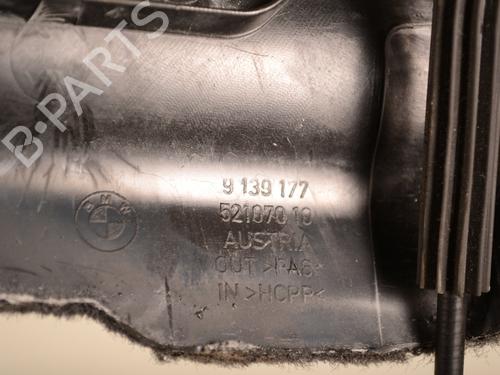 B-PARTS
BMW
9 139 177
52107010
AUSTRIA
OUT >PA6<
IN >HCPP<